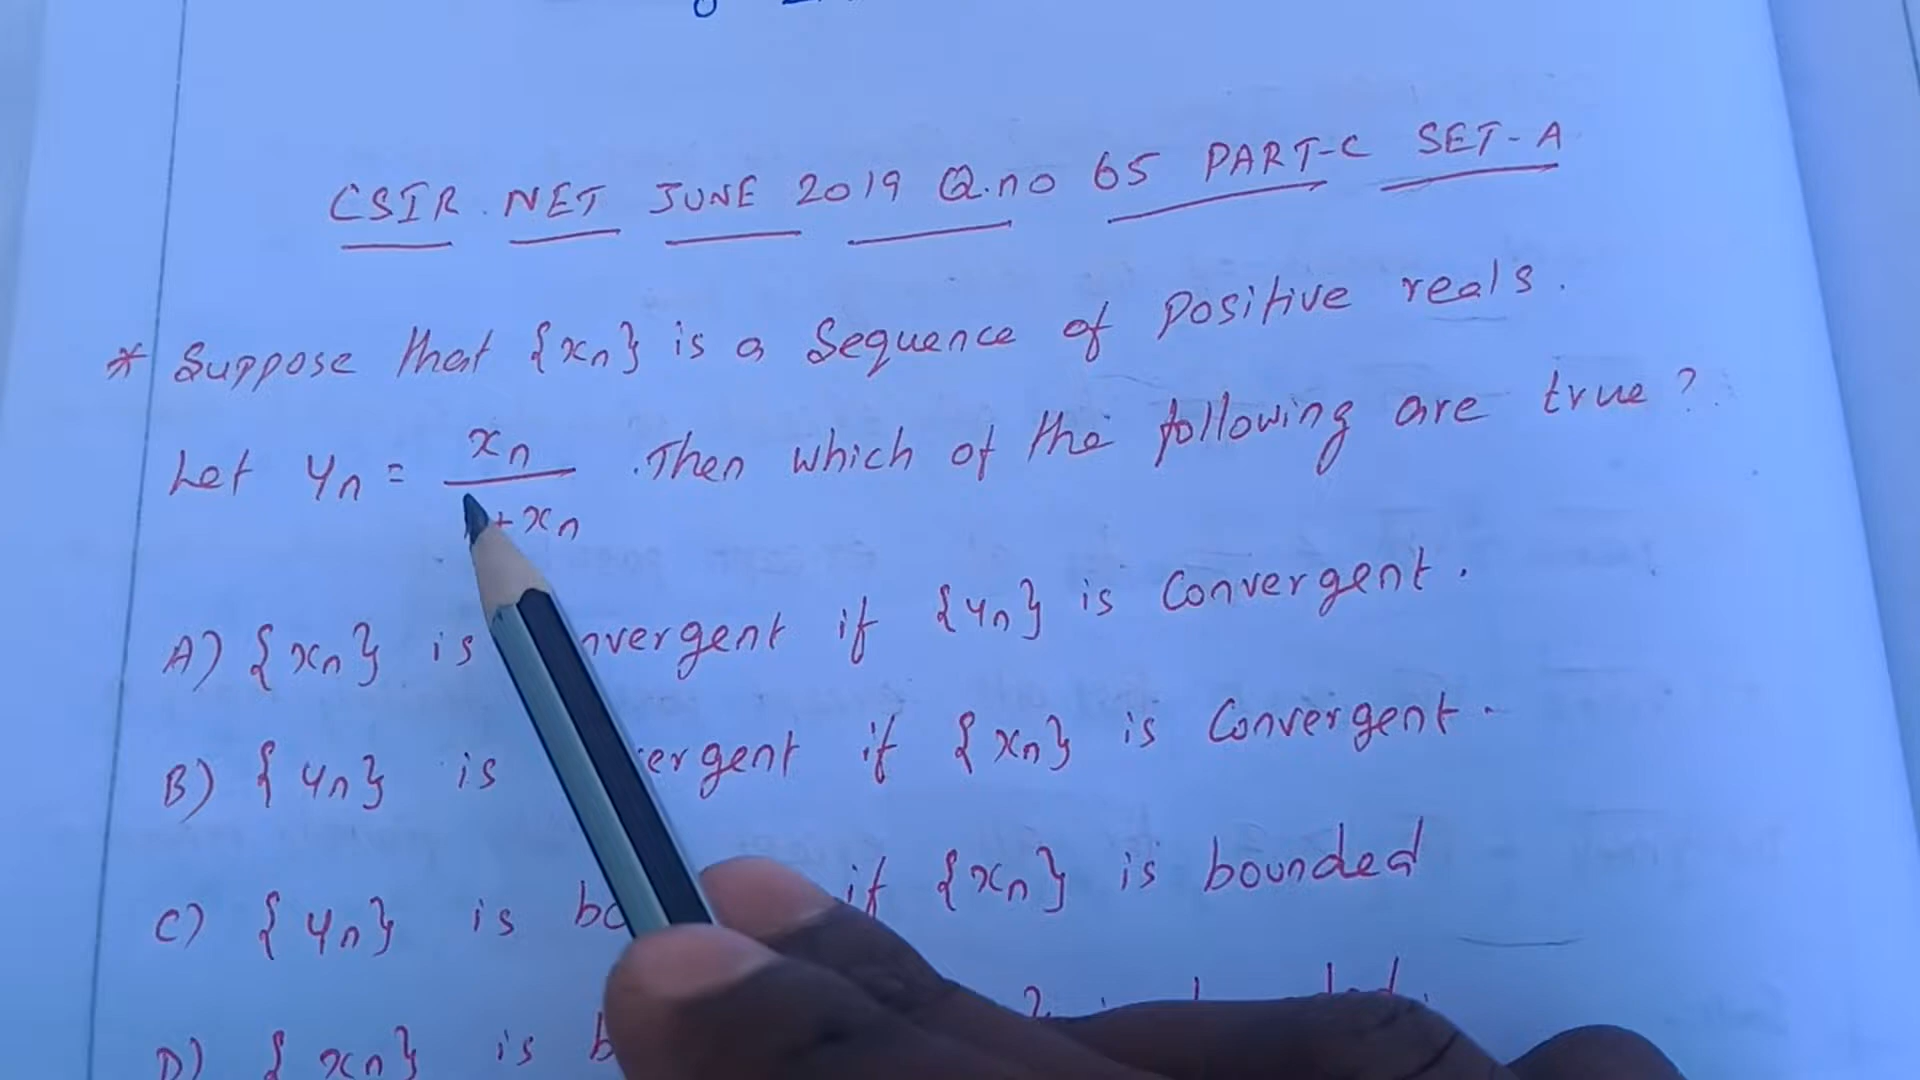 CSIR NET JUNE 2019 Q.no 65 PART-C SET-A
* Suppose that {xn} is a Sequence of positive reals.
Let yn = xn / +xn .Then which of the following are true?
A) {xn} is if {yn} is Convergent.
B) {yn} is if {xn} is Convergent.
C) {yn} is if {xn} is bounded
D) {xn} is